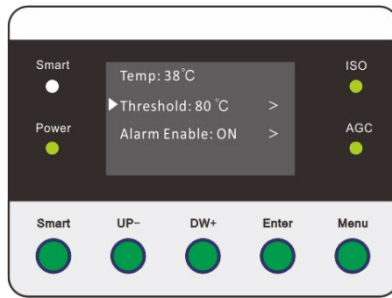 Smart
Power
Temp: 38℃
Threshold: 80 ℃ >
Alarm Enable: ON >
ISO
AGC
Smart
UP−
DW+
Enter
Menu